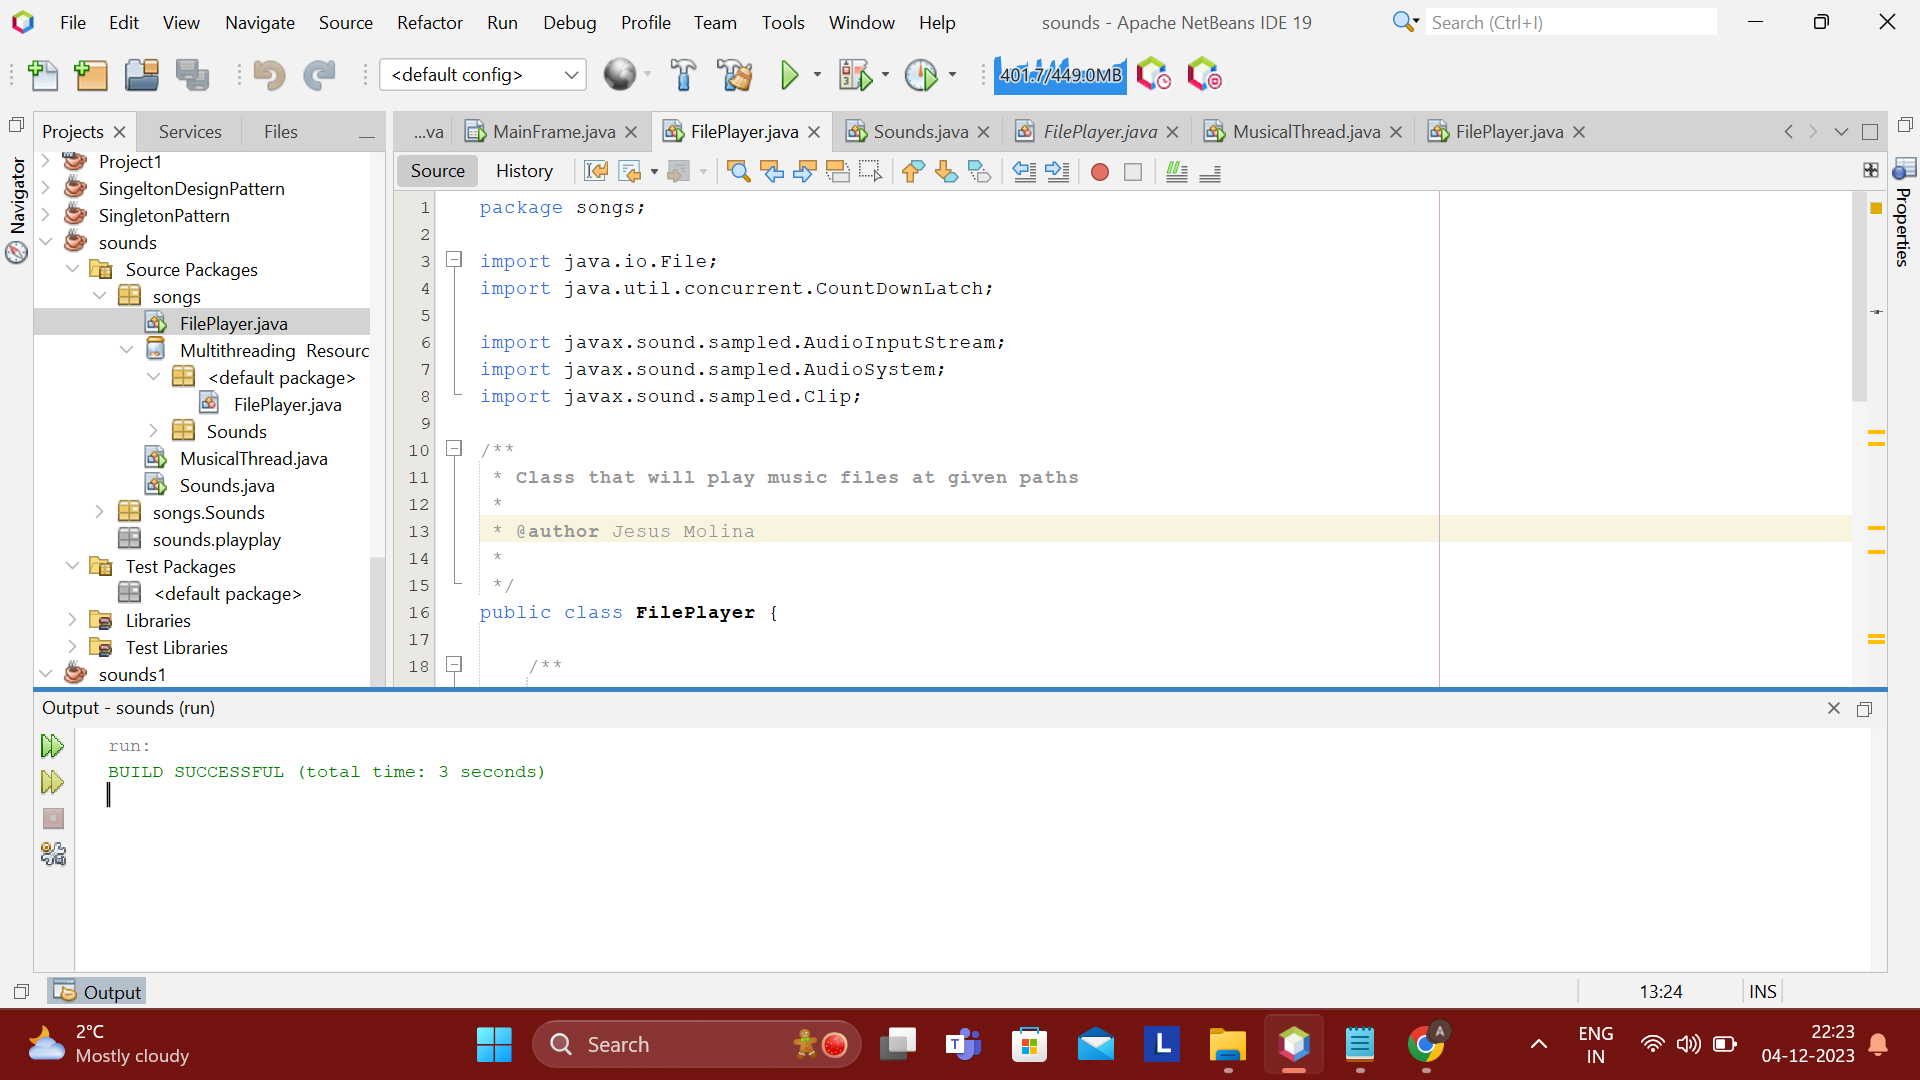 File Edit View Navigate Source Refactor Run Debug Profile Team Tools Window Help sounds - Apache NetBeans IDE 19 Search (Ctrl+I)
<default config> 401.7/449.0MB
Projects Services Files ...va MainFrame.java FilePlayer.java Sounds.java FilePlayer.java MusicalThread.java FilePlayer.java
Navigator
Properties
Source History
Project1
SingeltonDesignPattern
SingletonPattern
sounds
Source Packages
songs
FilePlayer.java
Multithreading Resourc
<default package>
FilePlayer.java
Sounds
MusicalThread.java
Sounds.java
songs.Sounds
sounds.playplay
Test Packages
<default package>
Libraries
Test Libraries
sounds1
1 package songs;
2
3 import java.io.File;
4 import java.util.concurrent.CountDownLatch;
5
6 import javax.sound.sampled.AudioInputStream;
7 import javax.sound.sampled.AudioSystem;
8 import javax.sound.sampled.Clip;
9
10 /**
11 * Class that will play music files at given paths
12 *
13 * @author Jesus Molina
14 *
15 */
16 public class FilePlayer {
17
18 /**
Output - sounds (run)
run:
BUILD SUCCESSFUL (total time: 3 seconds)
Output 13:24 INS
2°C
Mostly cloudy
Search
T
L
A
ENG
IN
22:23
04-12-2023